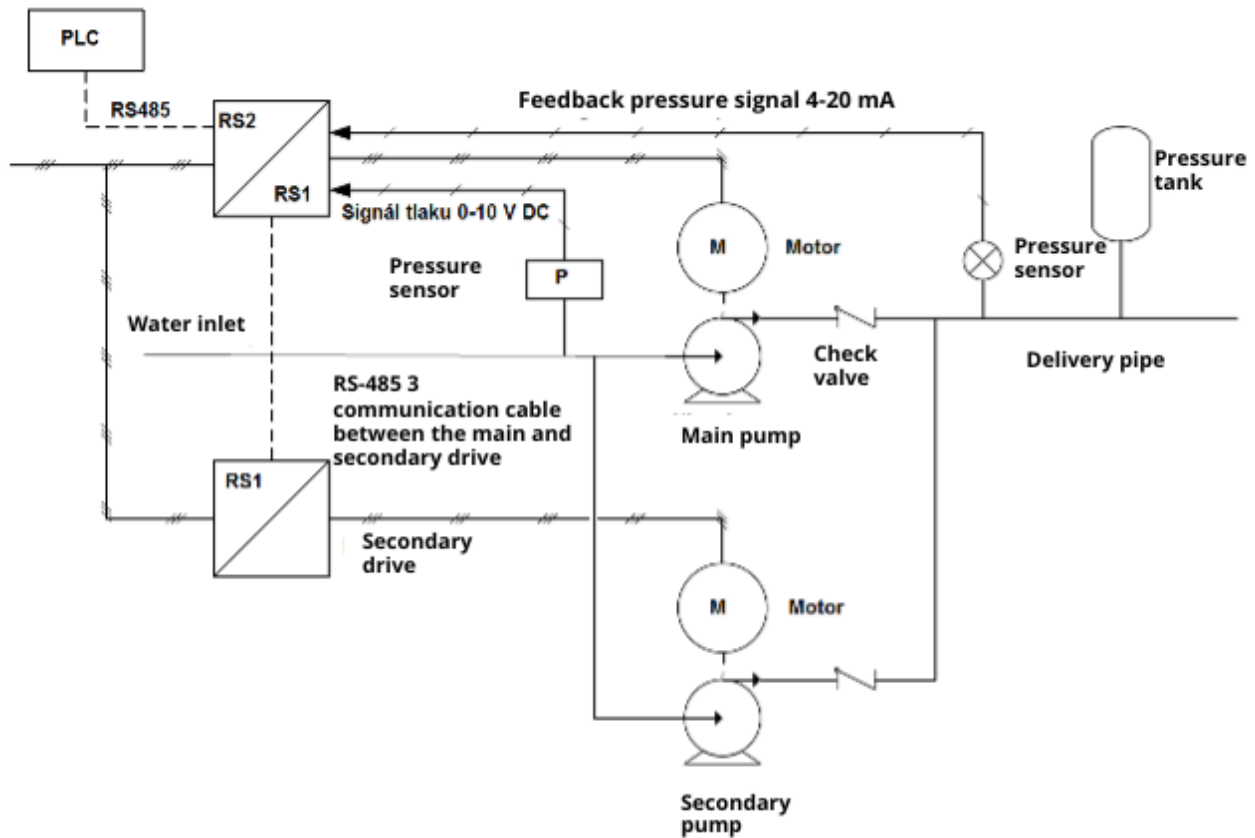 PLC
RS485
RS2
Feedback pressure signal 4-20 mA
Pressure
tank
RS1
Signál tlaku 0-10 V DC
M
Motor
Pressure
sensor
Pressure
sensor
P
Water inlet
Check
valve
Delivery pipe
RS-485 3
communication cable
between the main and
secondary drive
Main pump
RS1
Secondary
drive
M
Motor
Secondary
pump